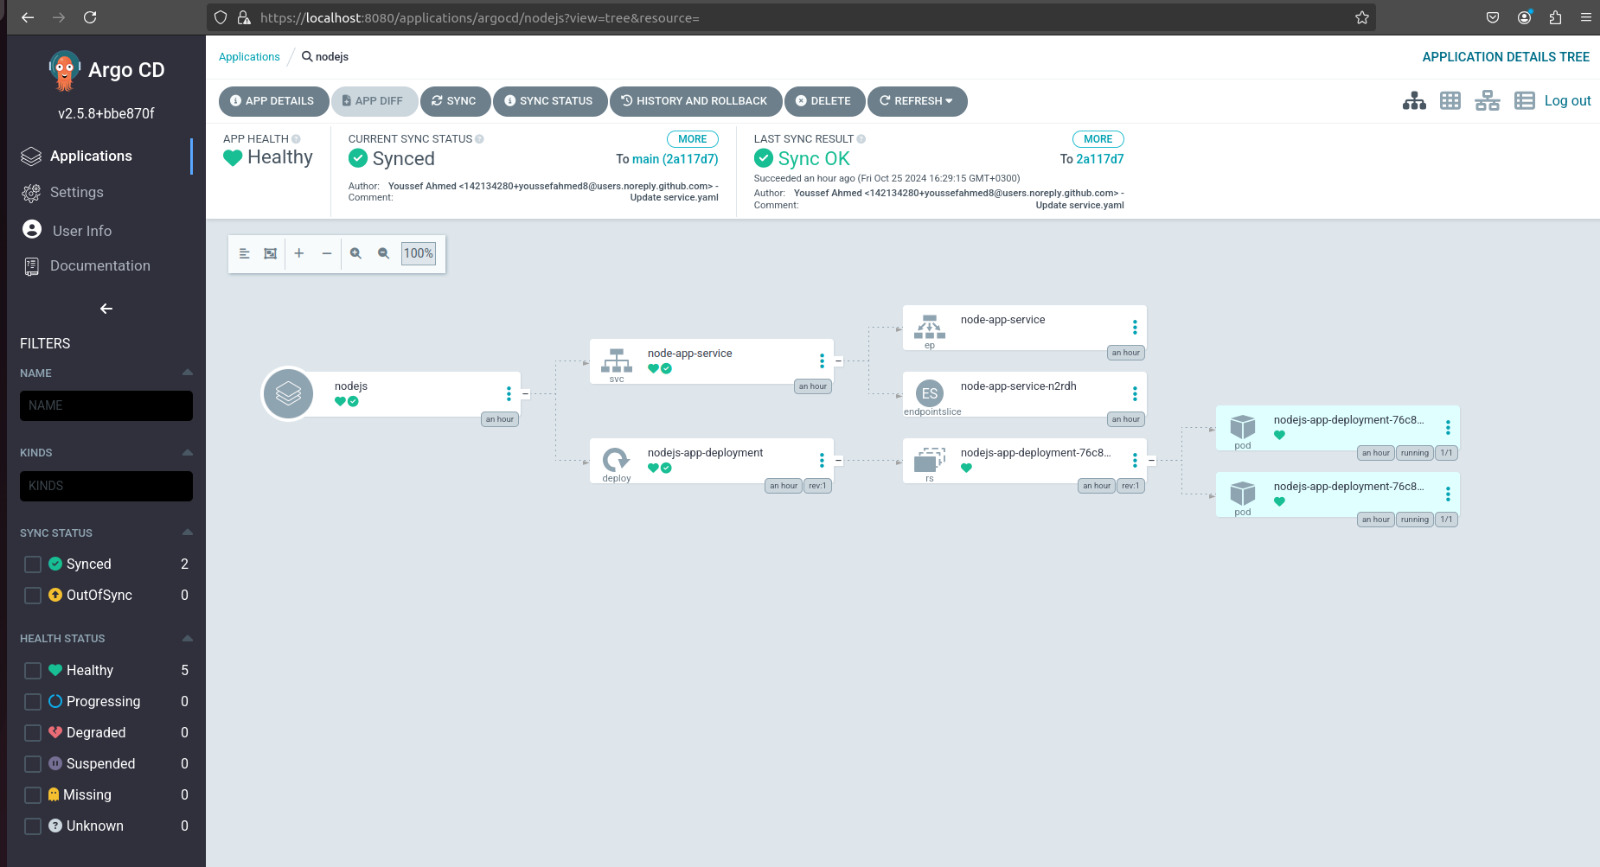 https://localhost:8080/applications/argocd/nodejs?view=tree&resource=
Argo CD
v2.5.8+bbe870f
Applications
Settings
User Info
Documentation
FILTERS
NAME
NAME
KINDS
KINDS
SYNC STATUS
Synced 2
OutOfSync 0
HEALTH STATUS
Healthy 5
Progressing 0
Degraded 0
Suspended 0
Missing 0
Unknown 0
Applications / nodejs
APPLICATION DETAILS TREE
APP DETAILS APP DIFF SYNC SYNC STATUS HISTORY AND ROLLBACK DELETE REFRESH
Log out
APP HEALTH
Healthy
CURRENT SYNC STATUS MORE
Synced To main (2a117d7)
Author: Youssef Ahmed <142134280+youssefahmed8@users.noreply.github.com> -
Comment: Update service.yaml
LAST SYNC RESULT MORE
Sync OK To 2a117d7
Succeeded an hour ago (Fri Oct 25 2024 16:29:15 GMT+0300)
Author: Youssef Ahmed <142134280+youssefahmed8@users.noreply.github.com> -
Comment: Update service.yaml
100%
nodejs
an hour
node-app-service
svc
an hour
nodejs-app-deployment
deploy
an hour rev:1
node-app-service
ep
an hour
ES
node-app-service-n2rdh
endpointslice
an hour
nodejs-app-deployment-76c8...
rs
an hour rev:1
nodejs-app-deployment-76c8...
pod
an hour running 1/1
nodejs-app-deployment-76c8...
pod
an hour running 1/1